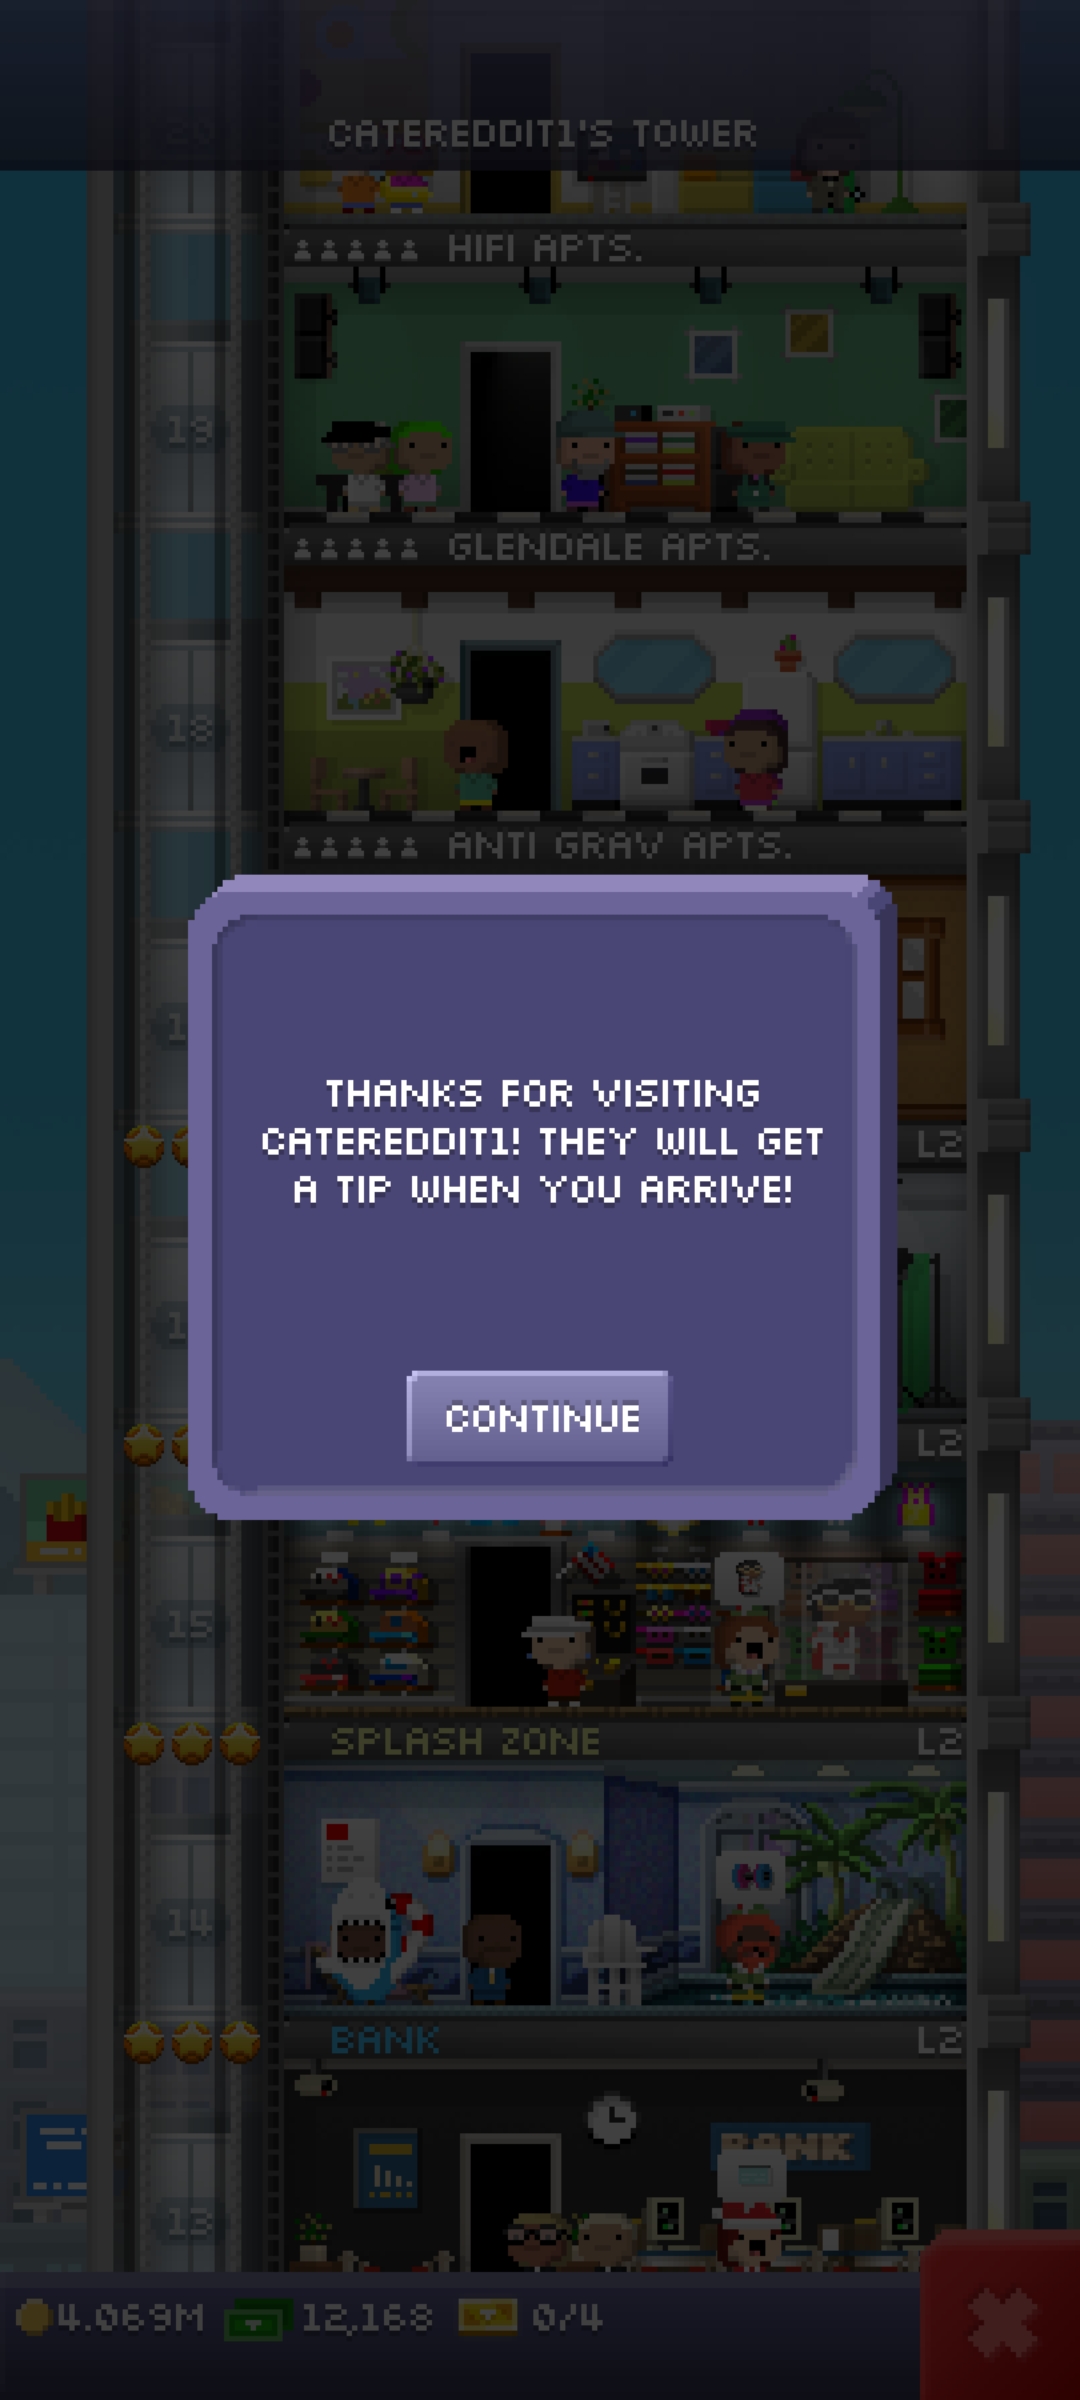 CATEREDDIT1'S TOWER
HIFI APTS.
19
GLENDALE APTS.
18
ANTI GRAV APTS.
THANKS FOR VISITING
CATEREDDIT1! THEY WILL GET
A TIP WHEN YOU ARRIVE!
L2
L2
CONTINUE
15
SPLASH ZONE L2
14
BANK L2
BANK
13
4.069M 12,168 0/4